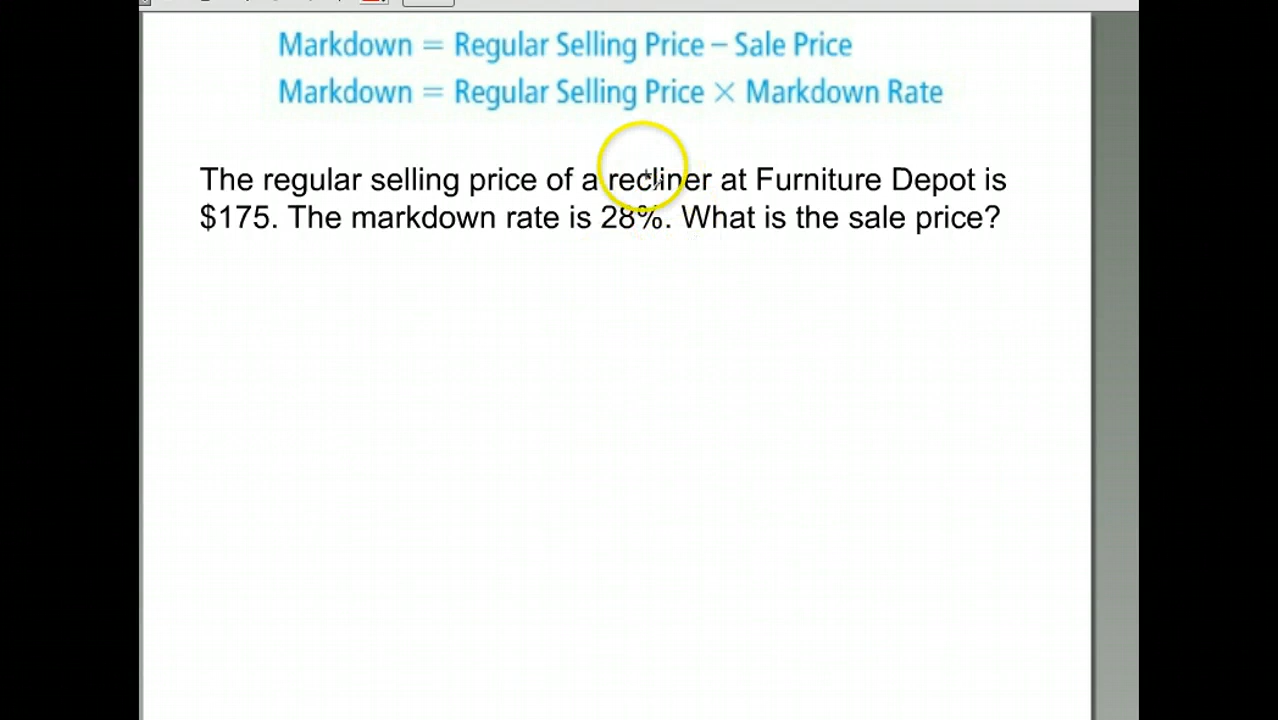 Markdown = Regular Selling Price – Sale Price
Markdown = Regular Selling Price × Markdown Rate
The regular selling price of a recliner at Furniture Depot is
$175. The markdown rate is 28%. What is the sale price?